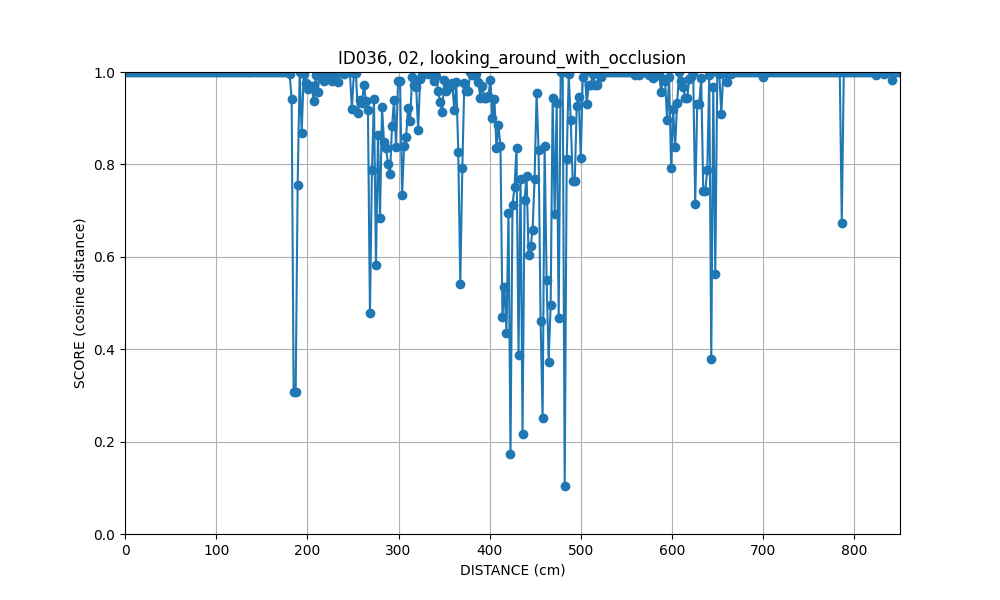 ID036, 02, looking_around_with_occlusion
SCORE (cosine distance)
1.0
0.8
0.6
0.4
0.2
0.0
0 100 200 300 400 500 600 700 800
DISTANCE (cm)